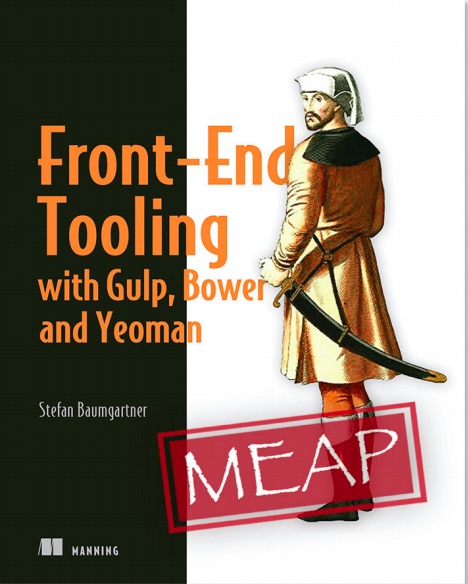 Front-End
Tooling
with Gulp, Bower
and Yeoman
Stefan Baumgartner
MEAP
MANNING